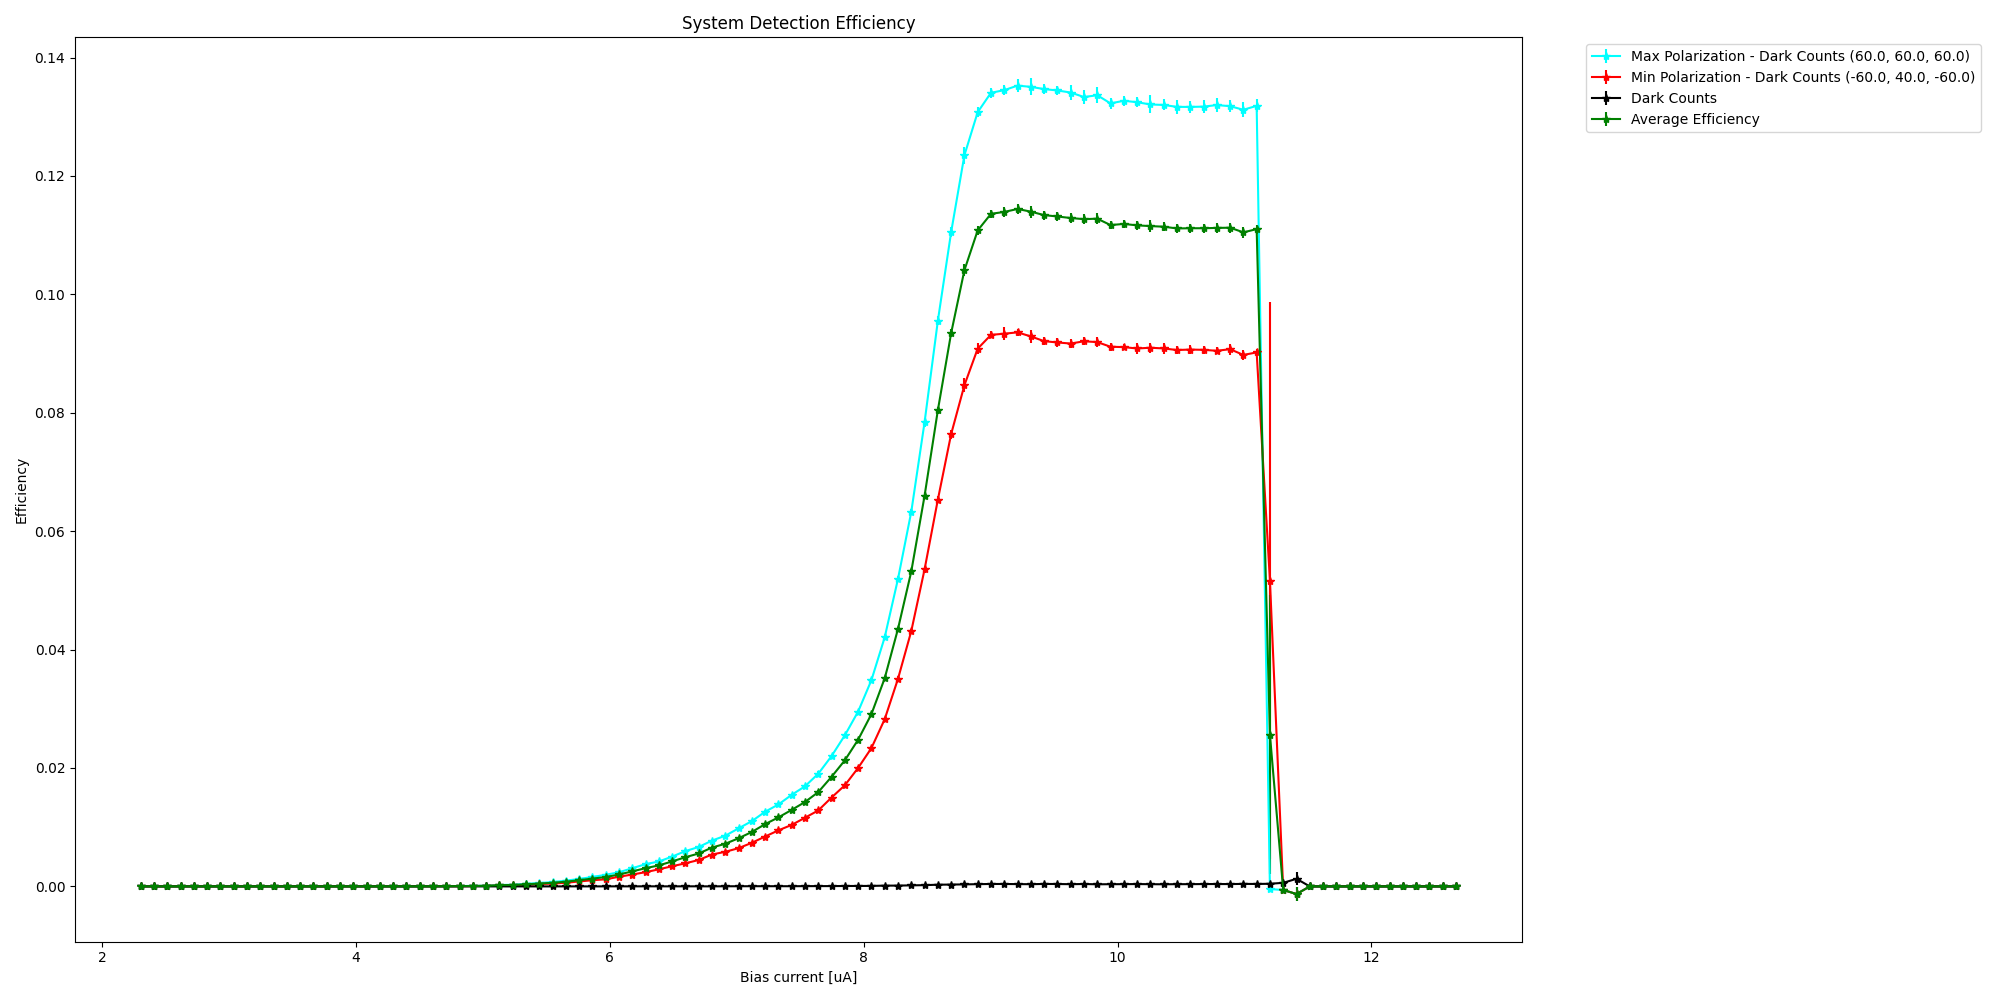 System Detection Efficiency
Max Polarization - Dark Counts (60.0, 60.0, 60.0)
Min Polarization - Dark Counts (-60.0, 40.0, -60.0)
Dark Counts
Average Efficiency
Efficiency
0.14
0.12
0.10
0.08
0.06
0.04
0.02
0.00
2 4 6 8 10 12
Bias current [uA]